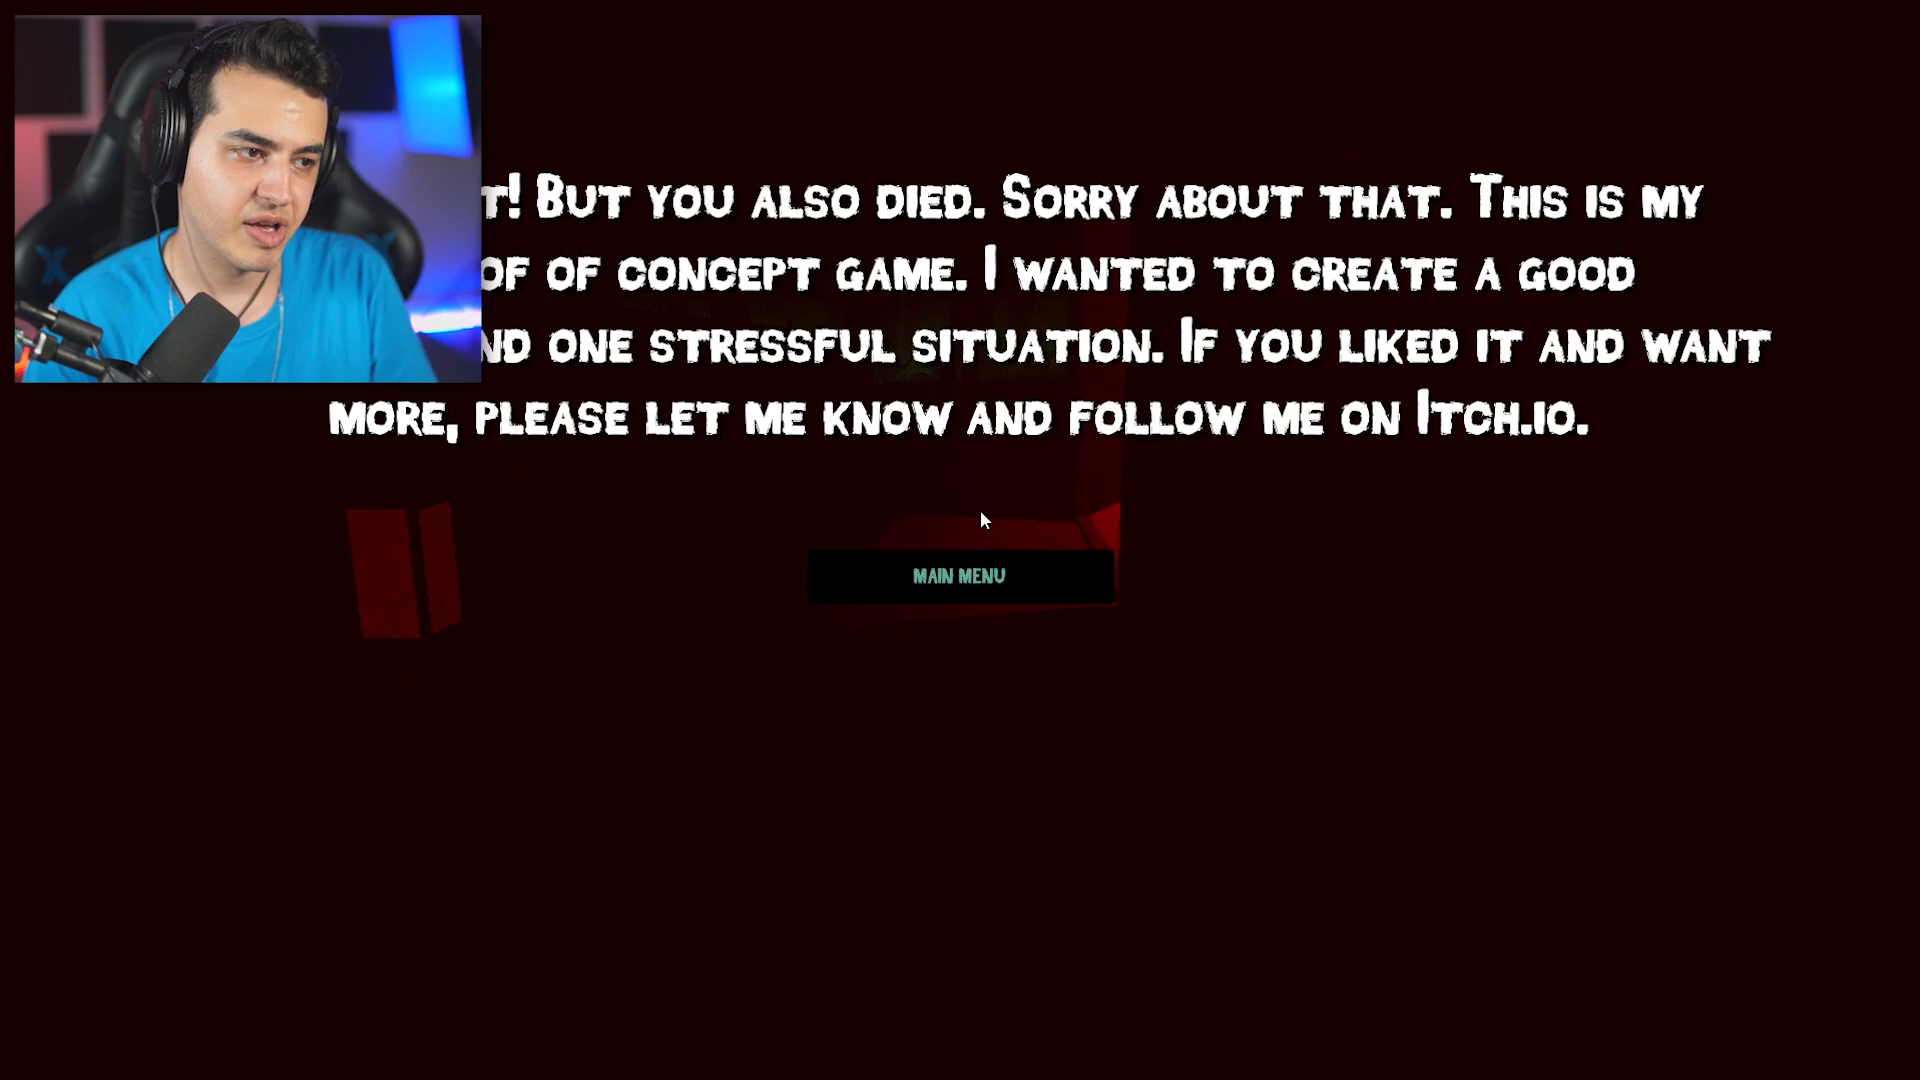 T! BUT YOU ALSO DIED. SORRY ABOUT THAT. THIS IS MY
OF OF CONCEPT GAME. I WANTED TO CREATE A GOOD
ND ONE STRESSFUL SITUATION. IF YOU LIKED IT AND WANT
MORE, PLEASE LET ME KNOW AND FOLLOW ME ON ITCH.IO.
MAIN MENU